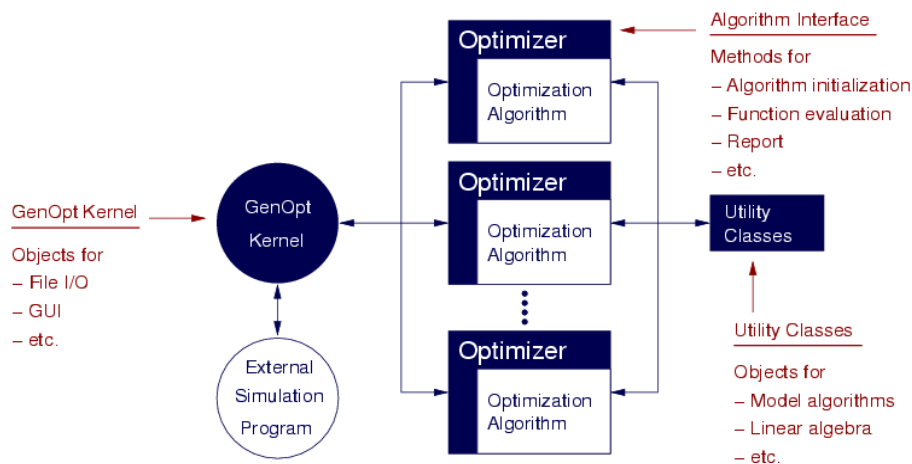 Algorithm Interface
Methods for
– Algorithm initialization
– Function evaluation
– Report
– etc.
Optimizer
Optimization
Algorithm
Optimizer
Optimization
Algorithm
Optimizer
Optimization
Algorithm
GenOpt Kernel
Objects for
– File I/O
– GUI
– etc.
GenOpt
Kernel
External
Simulation
Program
Utility
Classes
Utility Classes
Objects for
– Model algorithms
– Linear algebra
– etc.